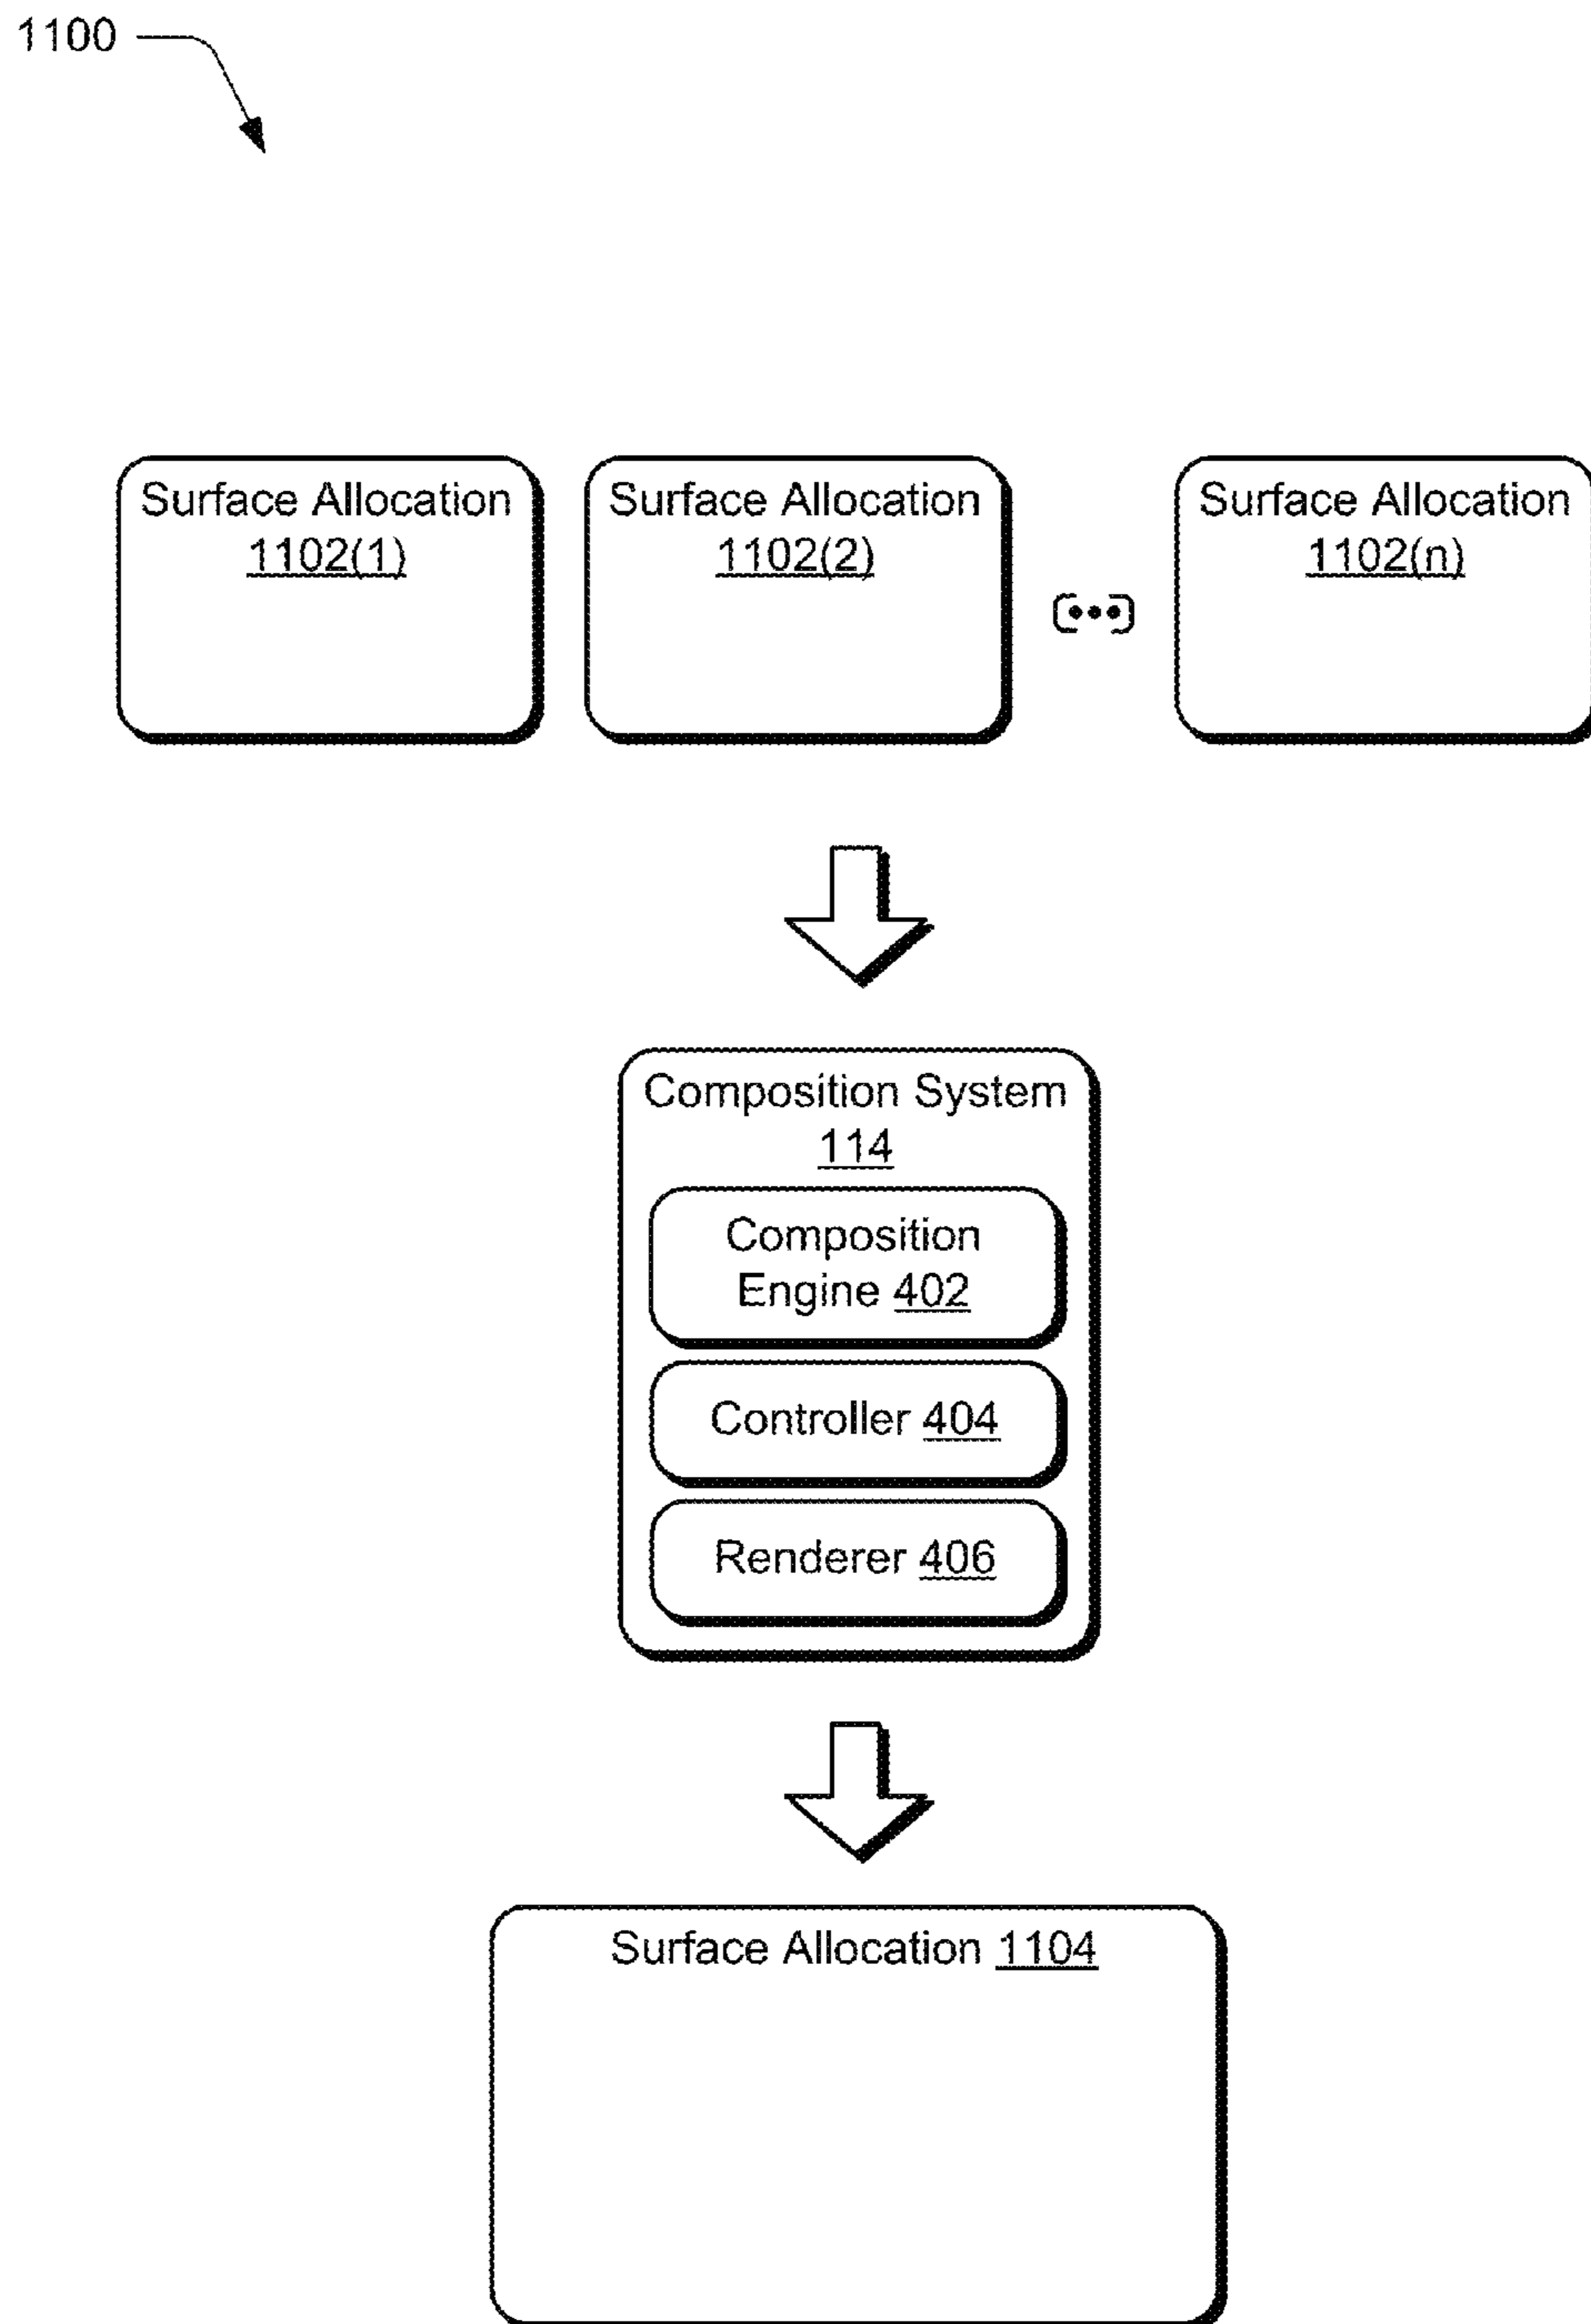 1100
Surface Allocation
1102(1)
Surface Allocation
1102(2)
[•••]
Surface Allocation
1102(n)
Composition System
114
Composition
Engine 402
Controller 404
Renderer 406
Surface Allocation 1104